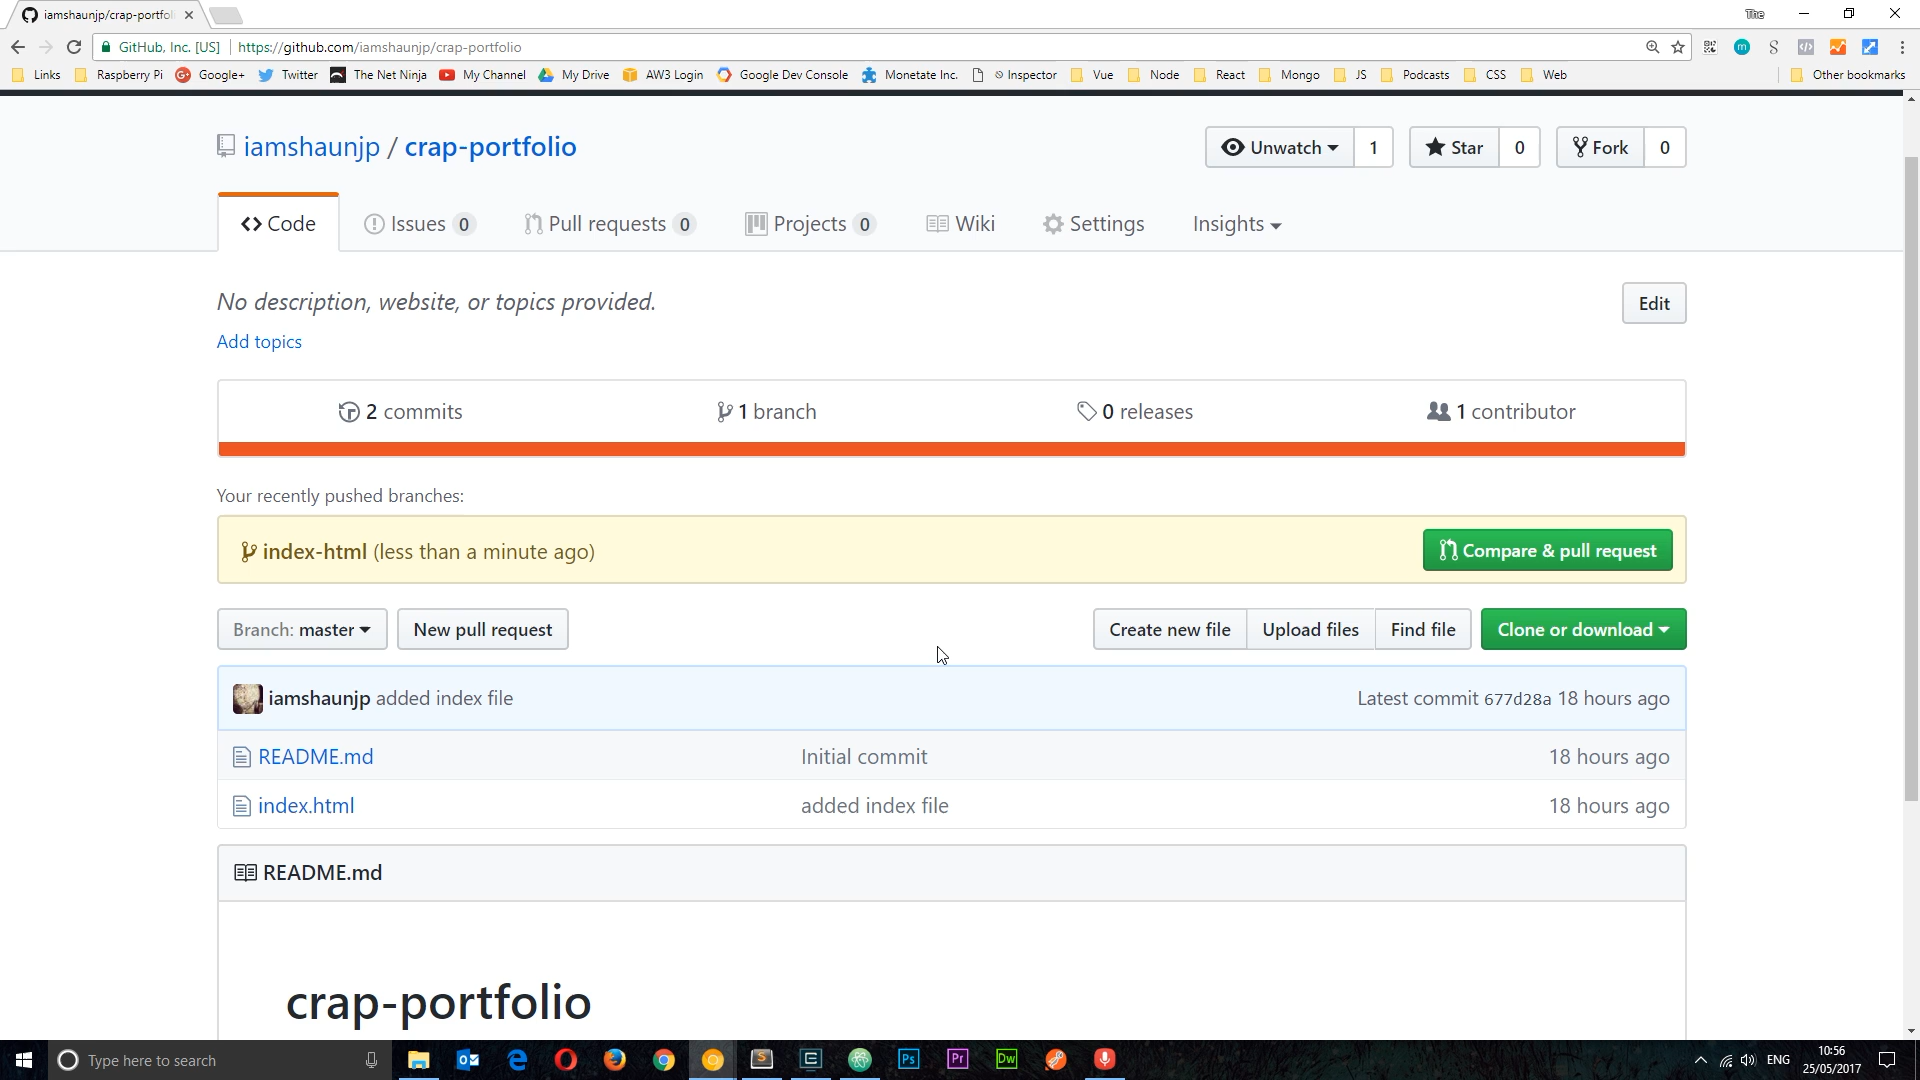 iamshaunjp/crap-portfo
The
GitHub, Inc. [US] https://github.com/iamshaunjp/crap-portfolio
Links Raspberry Pi Google+ Twitter The Net Ninja My Channel My Drive AW3 Login Google Dev Console Monetate Inc. Inspector Vue Node React Mongo JS Podcasts CSS Web Other bookmarks
iamshaunjp / crap-portfolio Unwatch 1 Star 0 Fork 0
Code Issues 0 Pull requests 0 Projects 0 Wiki Settings Insights
No description, website, or topics provided. Edit
Add topics
2 commits 1 branch 0 releases 1 contributor
Your recently pushed branches:
index-html (less than a minute ago) Compare & pull request
Branch: master New pull request Create new file Upload files Find file Clone or download
iamshaunjp added index file Latest commit 677d28a 18 hours ago
README.md Initial commit 18 hours ago
index.html added index file 18 hours ago
README.md
crap-portfolio
Type here to search Ps Pr Dw ENG 10:56
25/05/2017